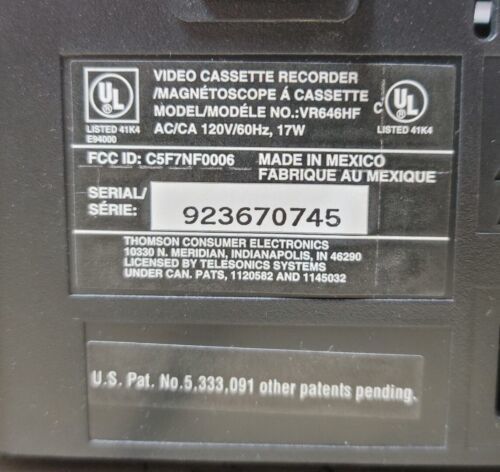 VIDEO CASSETTE RECORDER
/MAGNÉTOSCOPE À CASSETTE
MODEL/MODÉLE NO.:VR646HF
AC/CA 120V/60Hz, 17W
UL
®
LISTED 41K4
E94000
C
UL
®
LISTED 41K4
FCC ID: C5F7NF0006
MADE IN MEXICO
FABRIQUE AU MEXIQUE
SERIAL/
SÉRIE:
923670745
THOMSON CONSUMER ELECTRONICS
10330 N. MERIDIAN, INDIANAPOLIS, IN 46290
LICENSED BY TELESONICS SYSTEMS
UNDER CAN. PATS, 1120582 AND 1145032
U.S. Pat. No.5,333,091 other patents pending.